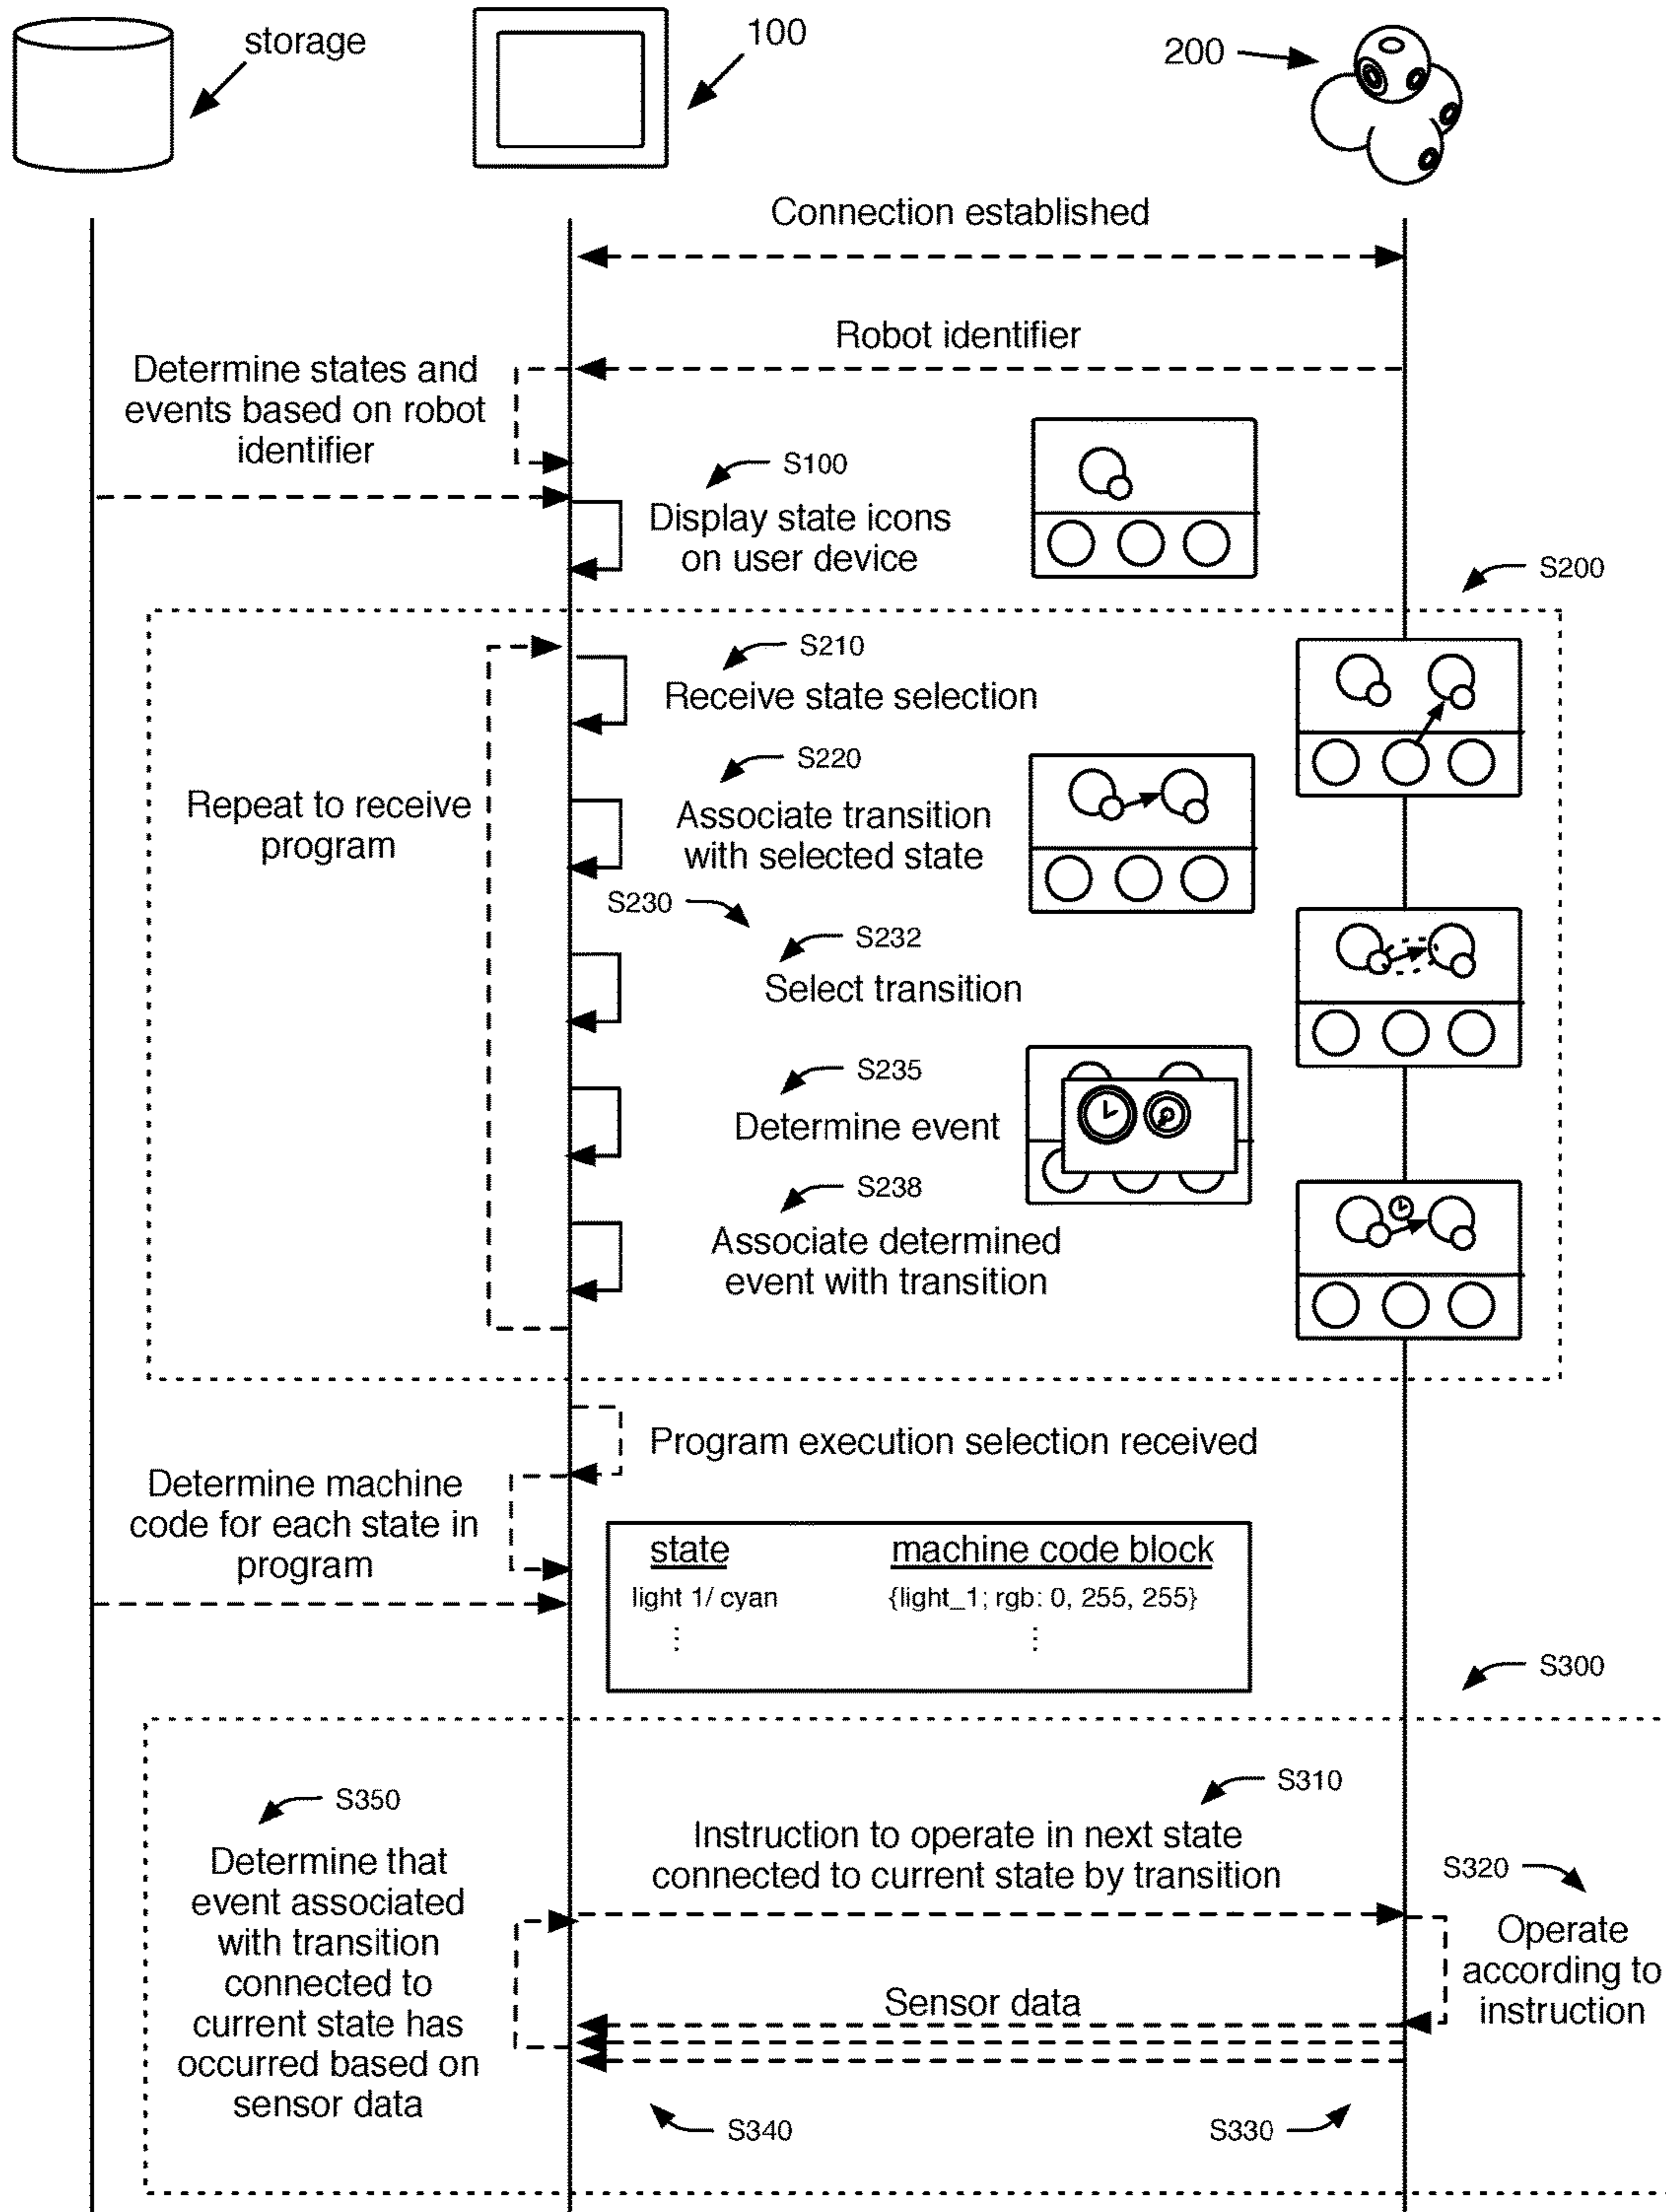 storage
100
200
Connection established
Robot identifier
Determine states and
events based on robot
identifier
S100
Display state icons
on user device
S200
S210
Receive state selection
S220
Associate transition
with selected state
Repeat to receive
program
S230
S232
Select transition
S235
Determine event
S238
Associate determined
event with transition
Program execution selection received
Determine machine
code for each state in
program
state machine code block
light 1/ cyan {light_1; rgb: 0, 255, 255}
⋮ ⋮
S300
S310
Instruction to operate in next state
connected to current state by transition
S350
Determine that
event associated
with transition
connected to
current state has
occurred based on
sensor data
S320
Operate
according to
instruction
Sensor data
S340
S330